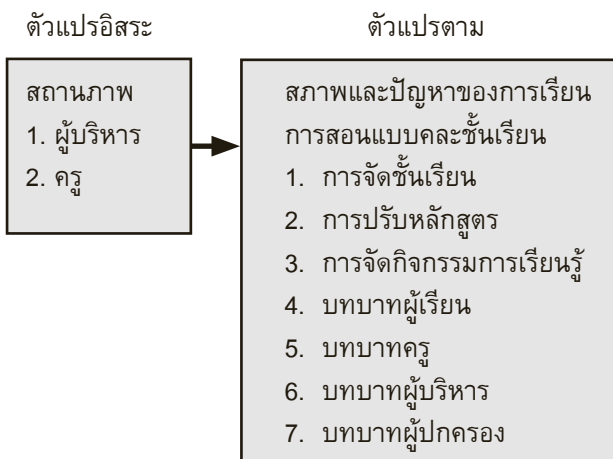 ตัวแปรอิสระ
สถานภาพ
1. ผู้บริหาร
2. ครู
ตัวแปรตาม
สภาพและปัญหาของการเรียน
การสอนแบบคละชั้นเรียน
1. การจัดชั้นเรียน
2. การปรับหลักสูตร
3. การจัดกิจกรรมการเรียนรู้
4. บทบาทผู้เรียน
5. บทบาทครู
6. บทบาทผู้บริหาร
7. บทบาทผู้ปกครอง